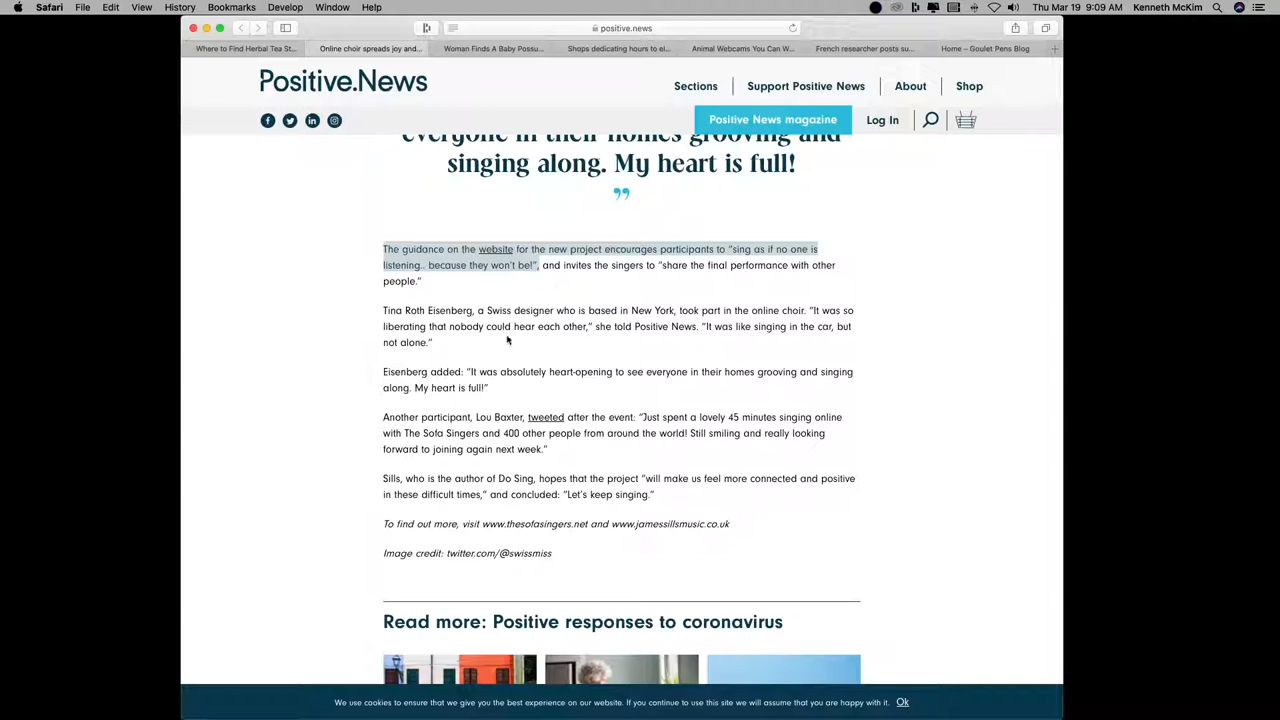 Safari File Edit View History Bookmarks Develop Window Help Thu Mar 19 9:09 AM Kenneth McKim
positive.news
Where to Find Herbal Tea St... Online choir spreads joy and... Woman Finds A Baby Possu... Shops dedicating hours to el... Animal Webcams You Can W... French researcher posts su... Home – Goulet Pens Blog
Positive.News
Sections Support Positive News About Shop
Positive News magazine Log In
everyone in their homes grooving and
singing along. My heart is full!
”
The guidance on the website for the new project encourages participants to “sing as if no one is
listening.. because they won’t be!”, and invites the singers to “share the final performance with other
people.”
Tina Roth Eisenberg, a Swiss designer who is based in New York, took part in the online choir. “It was so
liberating that nobody could hear each other,” she told Positive News. “It was like singing in the car, but
not alone.”
Eisenberg added: “It was absolutely heart-opening to see everyone in their homes grooving and singing
along. My heart is full!”
Another participant, Lou Baxter, tweeted after the event: “Just spent a lovely 45 minutes singing online
with The Sofa Singers and 400 other people from around the world! Still smiling and really looking
forward to joining again next week.”
Sills, who is the author of Do Sing, hopes that the project “will make us feel more connected and positive
in these difficult times,” and concluded: “Let’s keep singing.”
To find out more, visit www.thesofasingers.net and www.jamessillsmusic.co.uk
Image credit: twitter.com/@swissmiss
Read more: Positive responses to coronavirus
We use cookies to ensure that we give you the best experience on our website. If you continue to use this site we will assume that you are happy with it. Ok